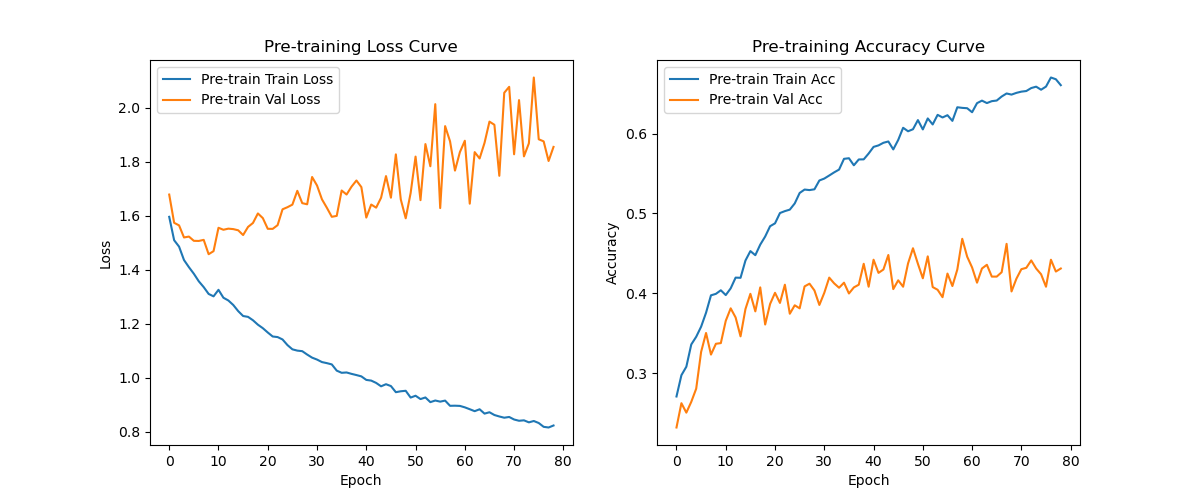 Pre-training Loss Curve
Pre-train Train Loss
Pre-train Val Loss
Loss
2.0
1.8
1.6
1.4
1.2
1.0
0.8
0 10 20 30 40 50 60 70 80
Epoch
Pre-training Accuracy Curve
Pre-train Train Acc
Pre-train Val Acc
Accuracy
0.6
0.5
0.4
0.3
0 10 20 30 40 50 60 70 80
Epoch